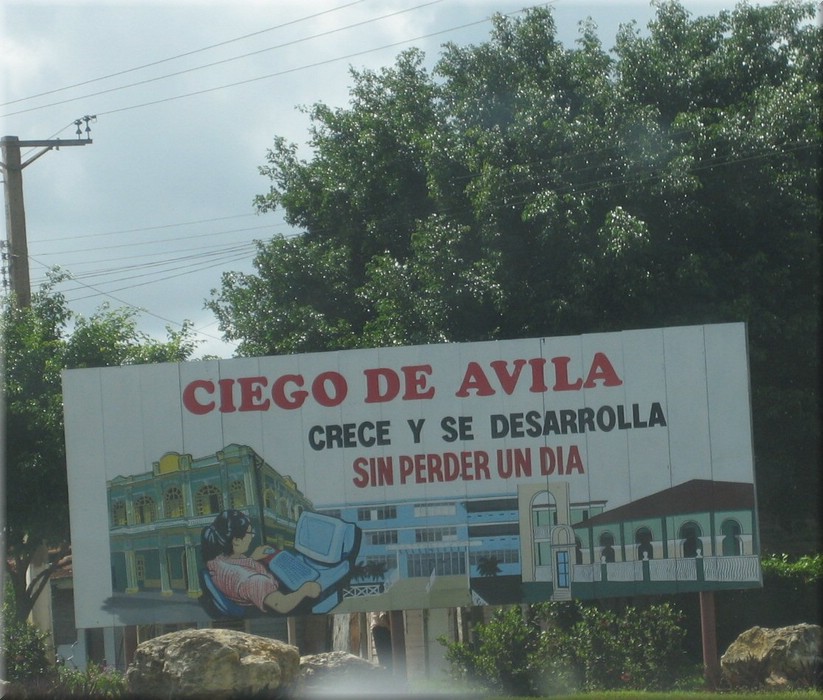 CIEGO DE AVILA
CRECE Y SE DESARROLLA
SIN PERDER UN DIA